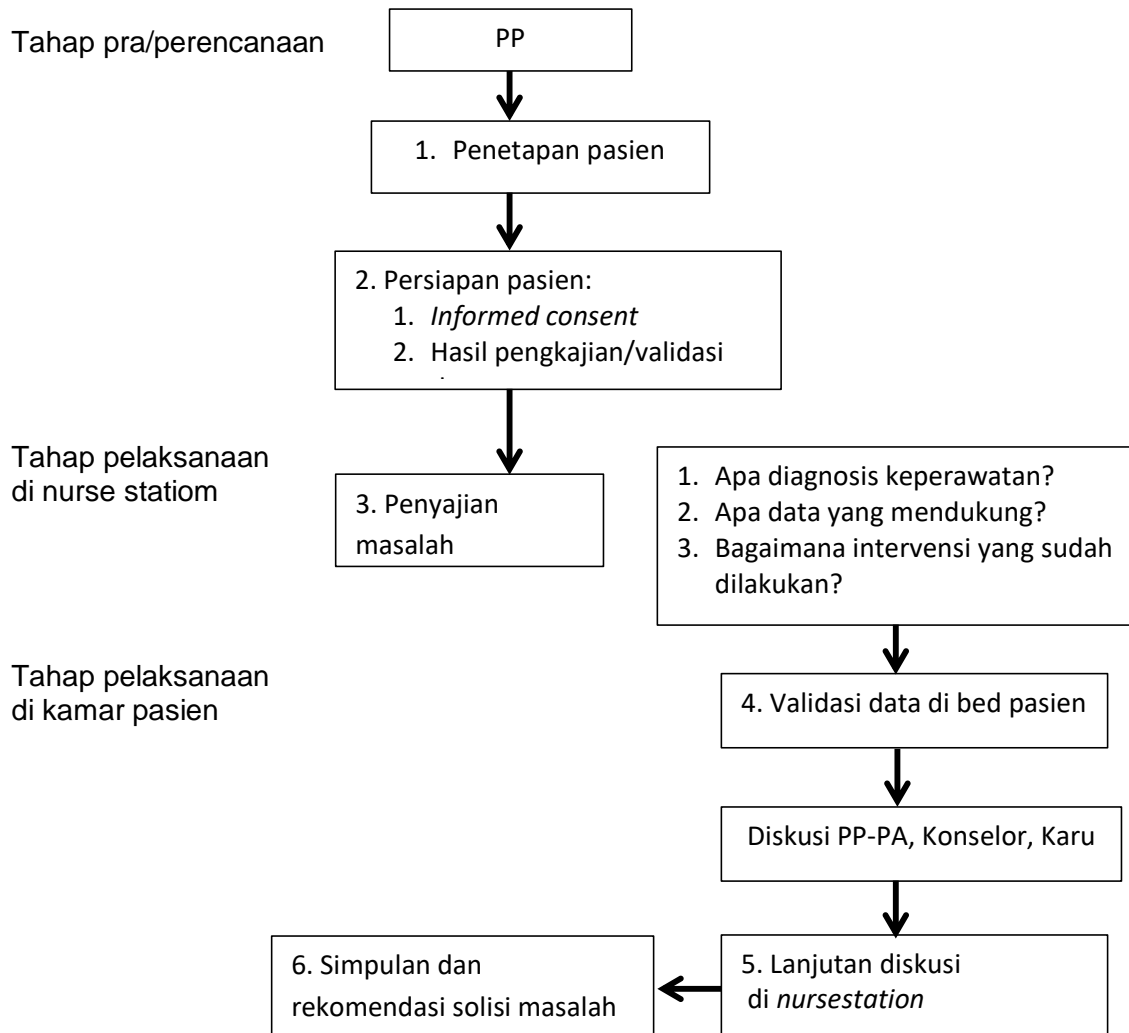 Tahap pra/perencanaan
PP
1. Penetapan pasien
2. Persiapan pasien:
1. Informed consent
2. Hasil pengkajian/validasi
Tahap pelaksanaan
di nurse statiom
3. Penyajian
masalah
1. Apa diagnosis keperawatan?
2. Apa data yang mendukung?
3. Bagaimana intervensi yang sudah
dilakukan?
Tahap pelaksanaan
di kamar pasien
4. Validasi data di bed pasien
Diskusi PP-PA, Konselor, Karu
5. Lanjutan diskusi
di nursestation
6. Simpulan dan
rekomendasi solisi masalah